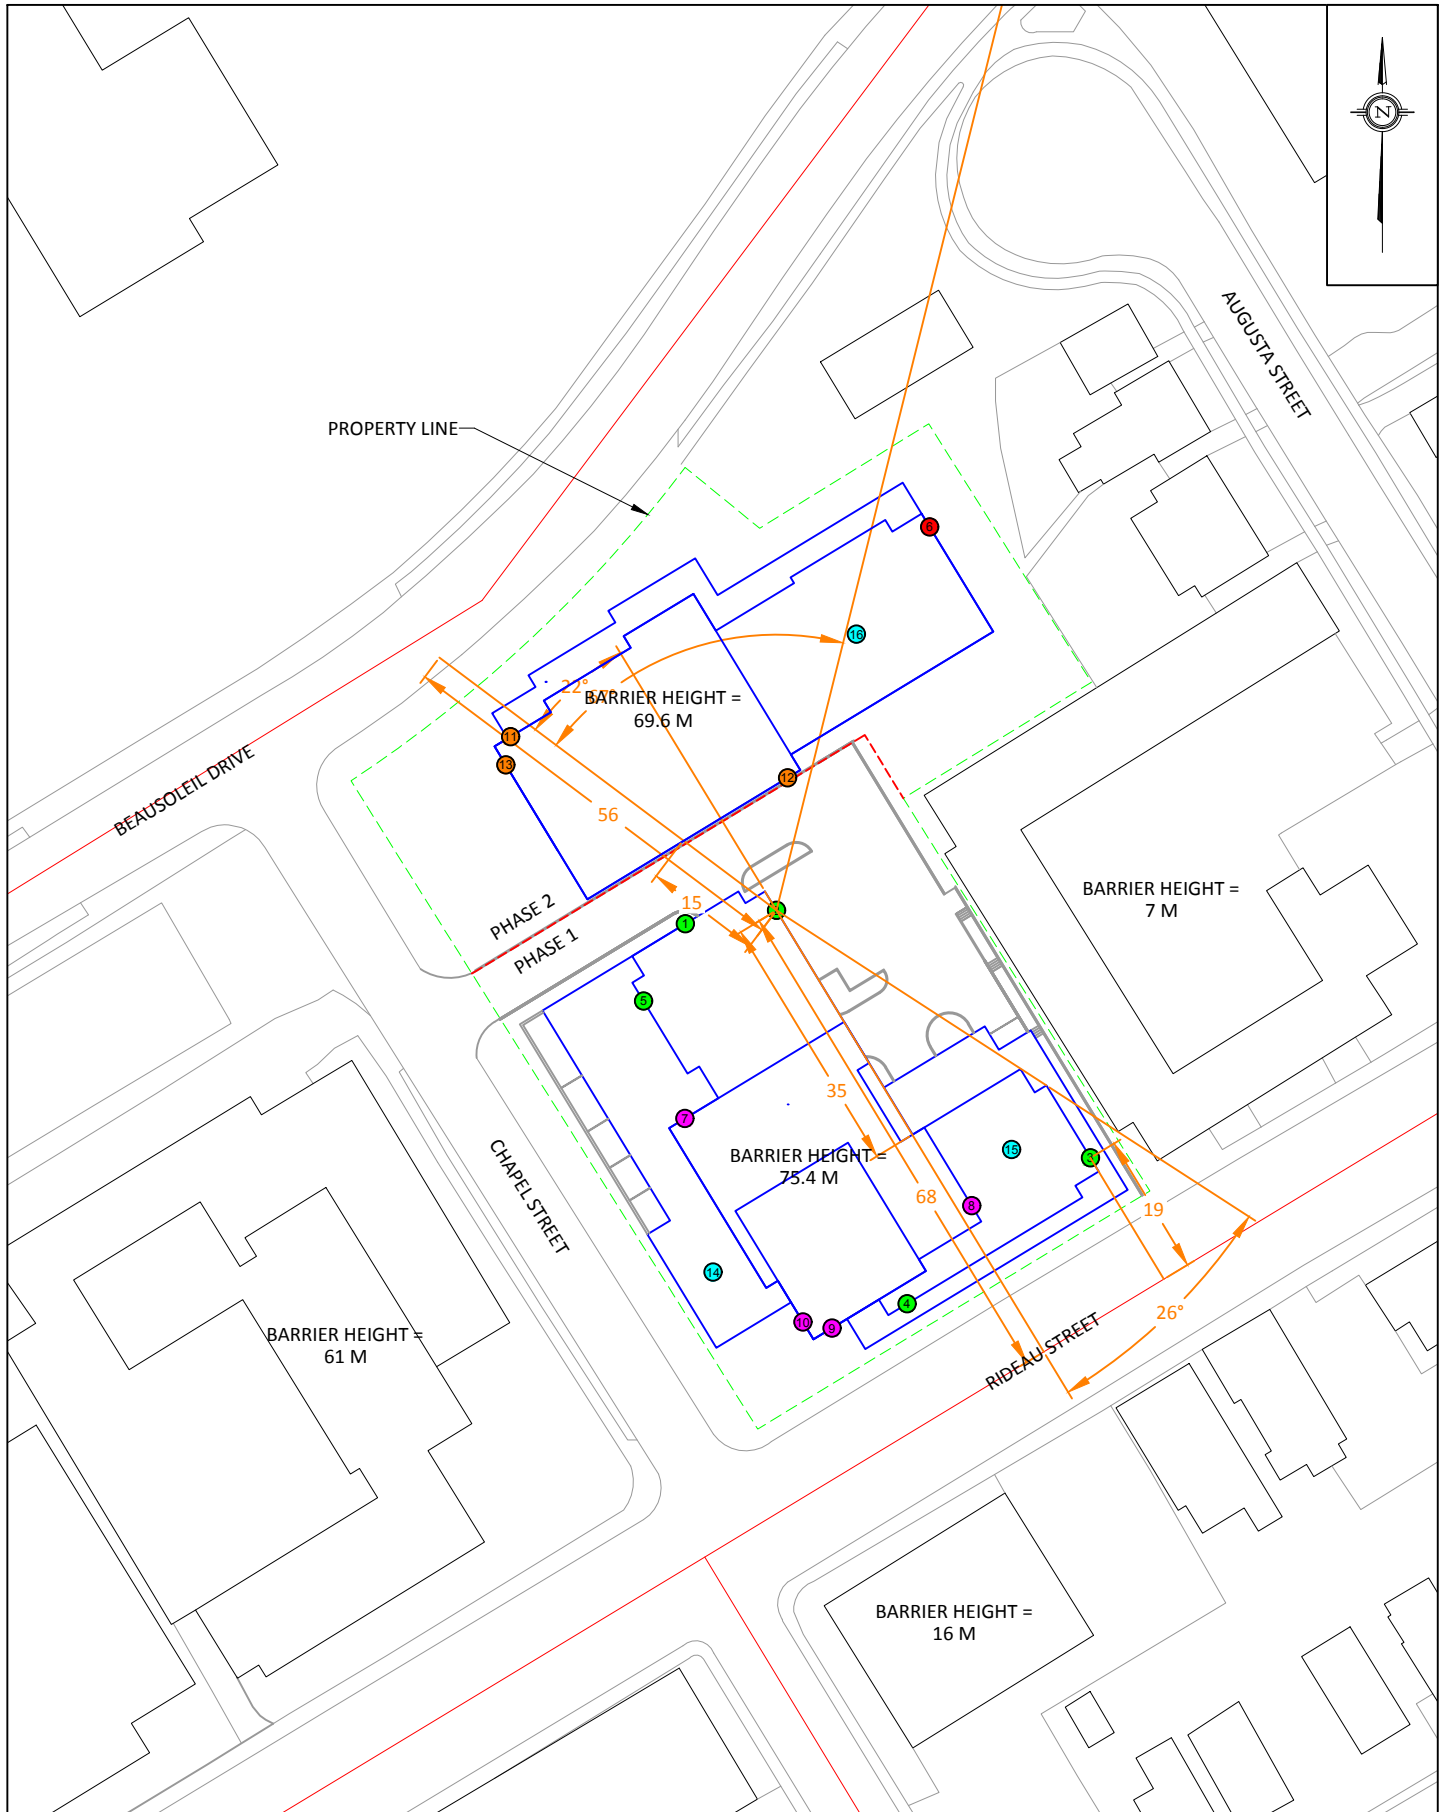 N
AUGUSTA STREET
PROPERTY LINE
6
16
22°
BARRIER HEIGHT =
69.6 M
11
13
12
BEAUSOLEIL DRIVE
56
BARRIER HEIGHT =
7 M
15
PHASE 2
PHASE 1
1
5
35
7
CHAPEL STREET
BARRIER HEIGHT =
75.4 M
15
3
68
8
19
14
4
10
9
26°
RIDEAU STREET
BARRIER HEIGHT =
61 M
BARRIER HEIGHT =
16 M